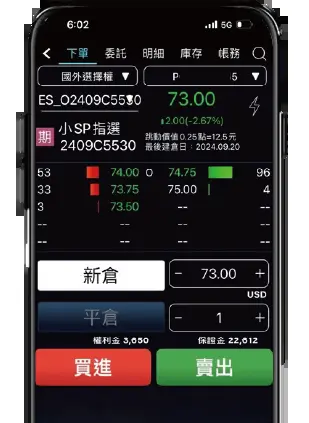 6:02 5G
下單 委託 明細 庫存 帳務
國外選擇權 ▼ P 5 ▼
ES_O2409C5530 73.00
2.00(-2.67%)
期 小SP指選 跳動價值0.25點=12.5元
2409C5530 最後建倉日：2024.09.20
53 74.00 0 74.75 96
33 73.75 75.00 4
3 73.50 -- --
-- -- -- --
-- -- -- --
新倉 - 73.00 +
USD
平倉 - 1 +
權利金 3,650 保證金 22,612
買進 賣出